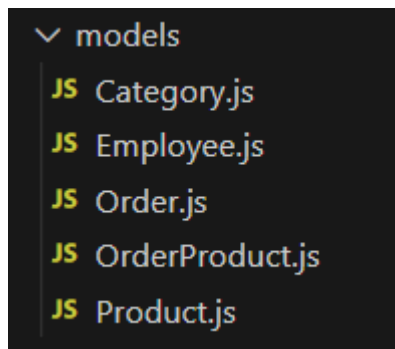 models
JS Category.js
JS Employee.js
JS Order.js
JS OrderProduct.js
JS Product.js